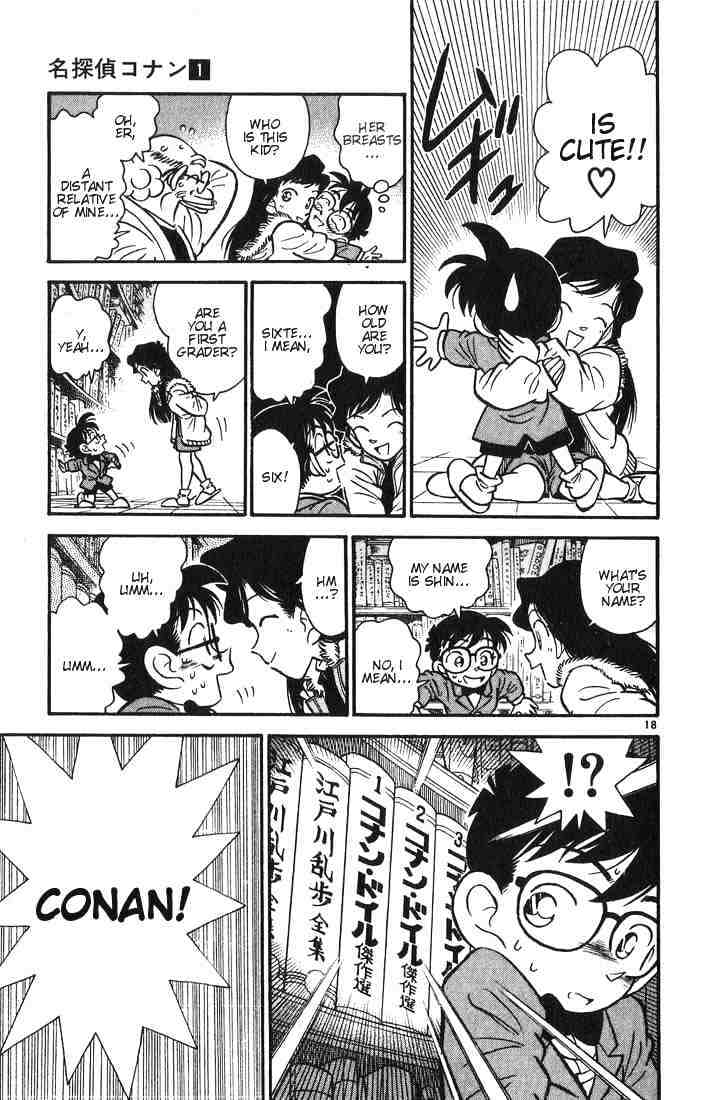 名探偵コナン1
IS
CUTE!!
♡
ムギュッ
HER
BREASTS
...
WHO
IS THIS
KID?
OH,
ER,
A
DISTANT
RELATIVE
OF MINE...
HOW
OLD
ARE
YOU?
SIXTE...
I MEAN,
SIX!
ARE
YOU A
FIRST
GRADER?
Y,
YEAH...
WHAT'S
YOUR
NAME?
MY NAME
IS SHIN...
NO, I
MEAN...
HM
...?
UH,
UMM...
UMM...
18
!?
3
コナン・ド
2
コナン・ドイル
傑作選
1
コナン・ドイル
傑作選
江戸川乱歩
全集
CONAN!